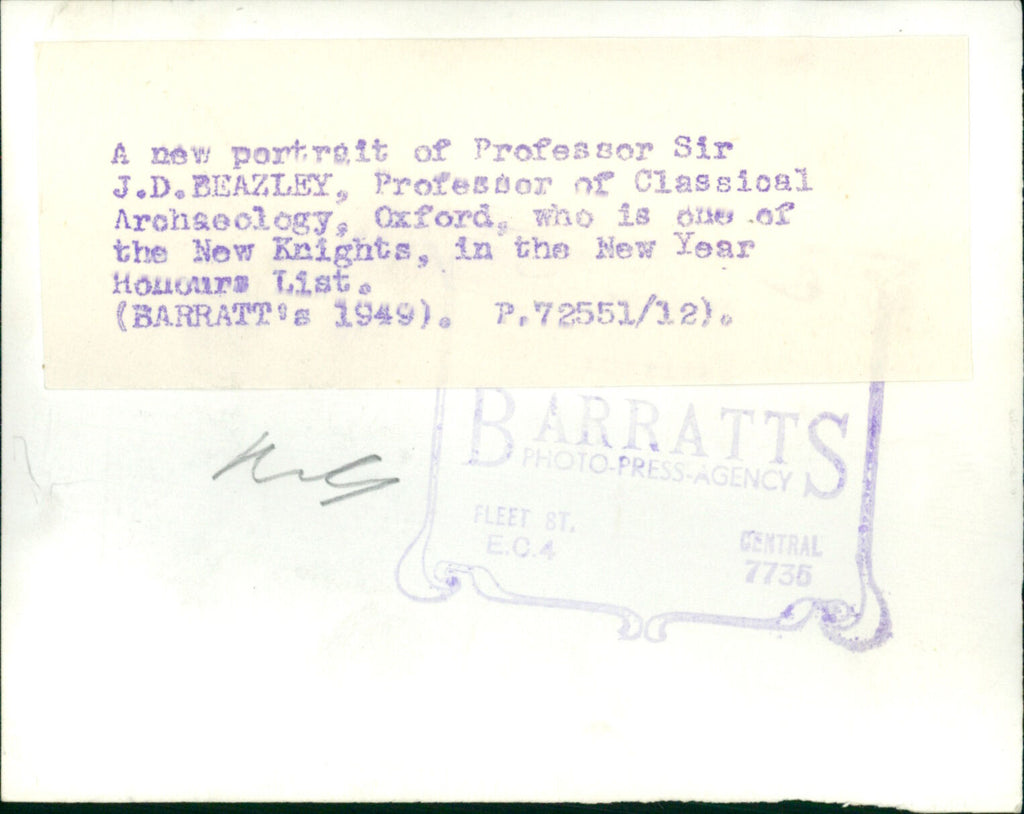 A new portrait of Professor Sir
J.D.BEAZLEY, Professor of Classical
Archaeology, Oxford, who is one of
the New Knights, in the New Year
Honours List.
(BARRATT's 1949). P.72551/12).
BARRATTS
PHOTO-PRESS-AGENCY
FLEET ST.
E.C.4
CENTRAL
7735